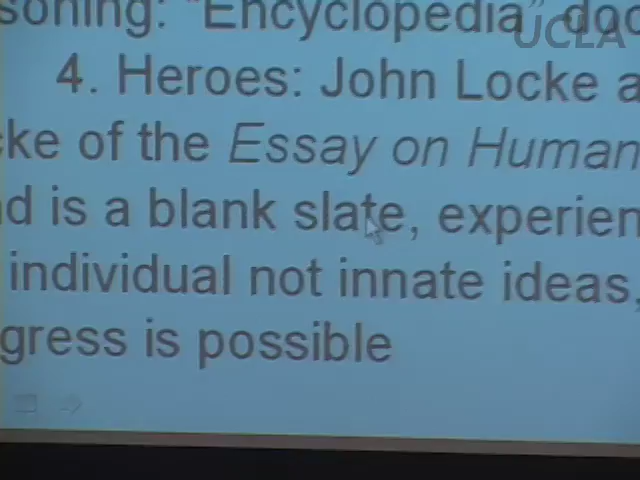 soning: "Encyclopedia" doc
UCLA
4. Heroes: John Locke a
ke of the Essay on Human
d is a blank slate, experien
individual not innate ideas,
gress is possible